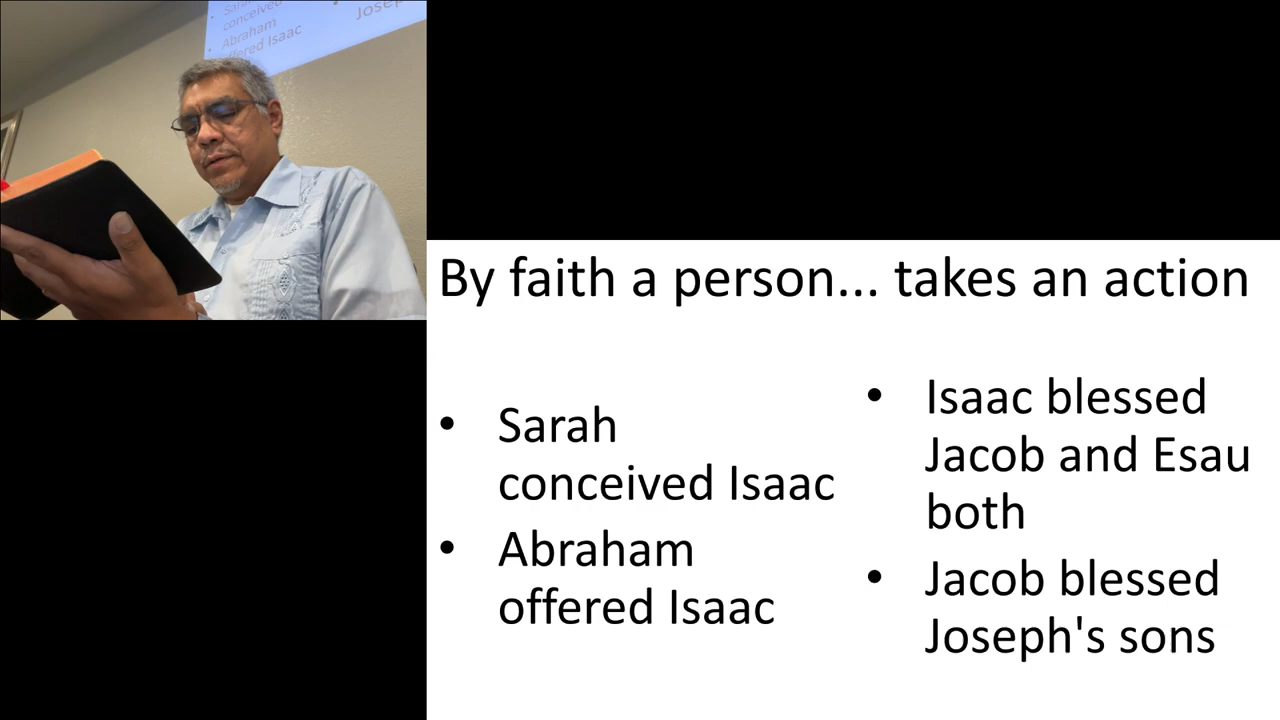 Sarah
conceived
Abraham
offered Isaac
Joseph
By faith a person... takes an action
• Sarah
conceived Isaac
• Abraham
offered Isaac
• Isaac blessed
Jacob and Esau
both
• Jacob blessed
Joseph's sons